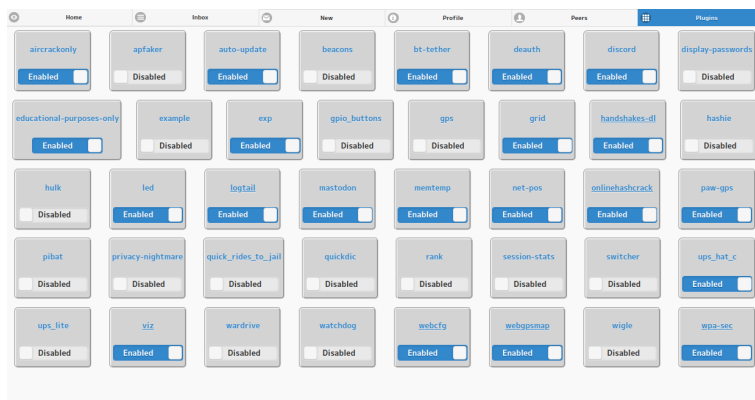 Home Inbox New Profile Peers Plugins
aircrackonly apfaker auto-update beacons bt-tether deauth discord display-passwords
Enabled Disabled Enabled Disabled Enabled Enabled Enabled Disabled
educational-purposes-only example exp gpio_buttons gps grid handshakes-dl hashie
Enabled Disabled Enabled Disabled Disabled Enabled Enabled Disabled
hulk led logtail mastodon memtemp net-pos onlinehashcrack paw-gps
Disabled Enabled Enabled Enabled Enabled Enabled Enabled Enabled
pibat privacy-nightmare quick_rides_to_jail quickdic rank session-stats switcher ups_hat_c
Disabled Disabled Disabled Disabled Disabled Disabled Disabled Enabled
ups_lite viz wardrive watchdog webcfg webgpsmap wigle wpa-sec
Disabled Enabled Disabled Disabled Enabled Enabled Disabled Enabled